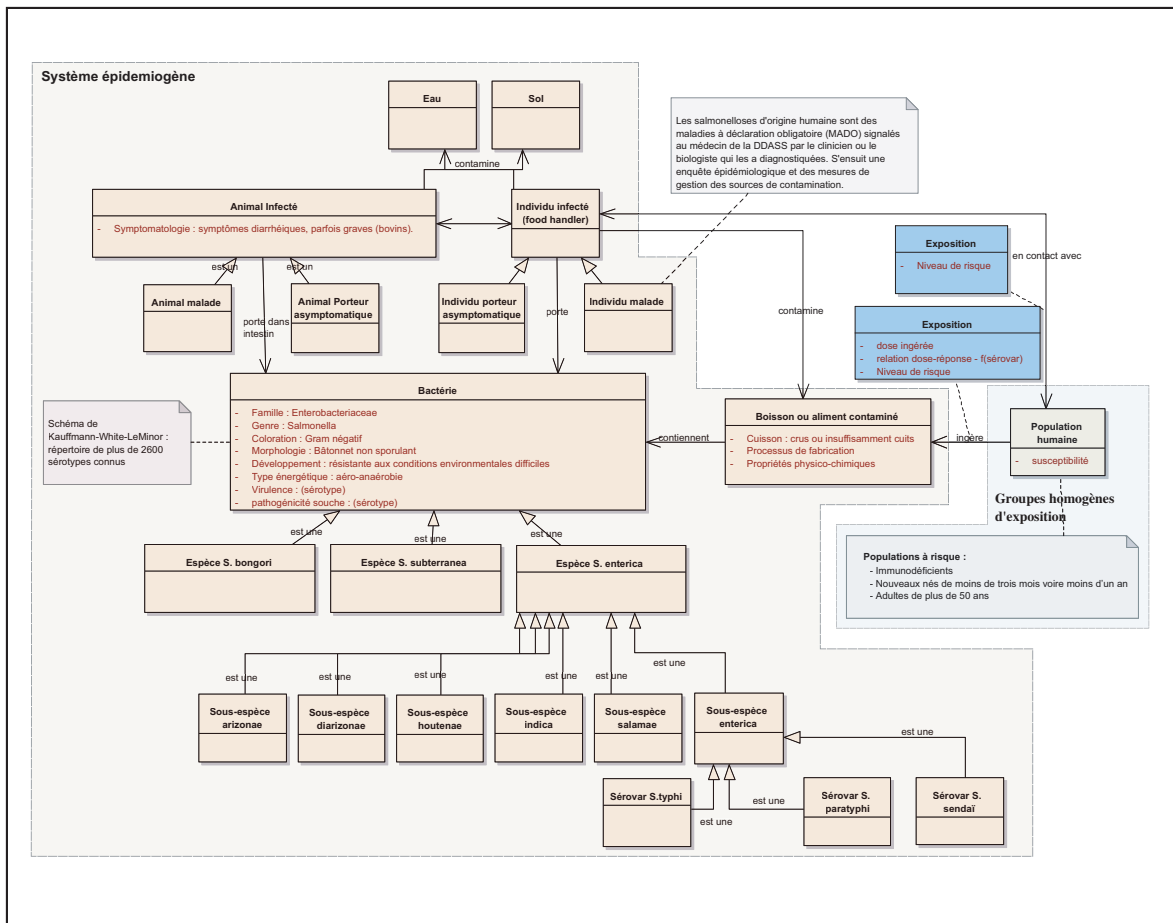 Système épidemiogène
Eau
Sol
Les salmonelloses d'origine humaine sont des
maladies à déclaration obligatoire (MADO) signalés
au médecin de la DDASS par le clinicien ou le
biologiste qui les a diagnostiquées. S'ensuit une
enquête épidémiologique et des mesures de
gestion des sources de contamination.
contamine
Animal Infecté
- Symptomatologie : symptômes diarrhéiques, parfois graves (bovins).
Individu infecté
(food handler)
Exposition
- Niveau de risque
en contact avec
est un
est un
Animal malade
Animal Porteur
asymptomatique
Individu porteur
asymptomatique
Individu malade
porte dans
intestin
porte
contamine
Exposition
- dose ingérée
- relation dose-réponse - f(sérovar)
- Niveau de risque
Bactérie
- Famille : Enterobacteriaceae
- Genre : Salmonella
- Coloration : Gram négatif
- Morphologie : Bâtonnet non sporulant
- Développement : résistante aux conditions environmentales difficiles
- Type énergétique : aéro-anaérobie
- Virulence : (sérotype)
- pathogénicité souche : (sérotype)
Schéma de
Kauffmann-White-LeMinor :
répertoire de plus de 2600
sérotypes connus
contiennent
Boisson ou aliment contaminé
- Cuisson : crus ou insuffisamment cuits
- Processus de fabrication
- Propriétés physico-chimiques
ingère
Population
humaine
- susceptibilité
Groupes homogènes
d'exposition
Populations à risque :
- Immunodéficients
- Nouveaux nés de moins de trois mois voire moins d'un an
- Adultes de plus de 50 ans
est une
est une
est une
Espèce S. bongori
Espèce S. subterranea
Espèce S. enterica
est une
est une
est une
est une
est une
est une
Sous-espèce
arizonae
Sous-espèce
diarizonae
Sous-espèce
houtenae
Sous-espèce
indica
Sous-espèce
salamae
Sous-espèce
enterica
est une
Sérovar S.typhi
est une
est une
Sérovar S.
paratyphi
Sérovar S.
sendaï